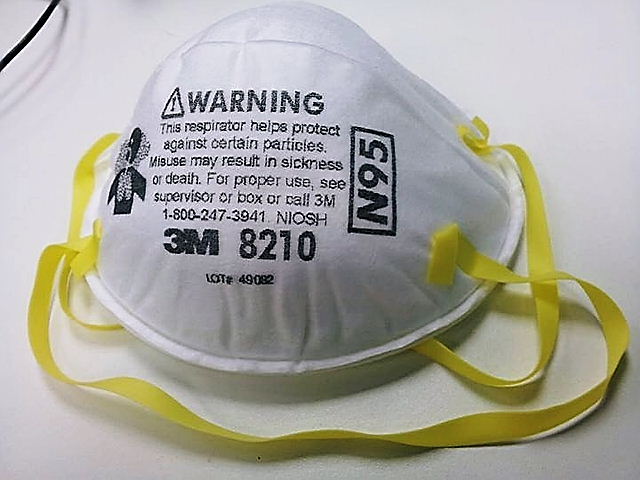 ⚠WARNING
This respirator helps protect
against certain particles.
Misuse may result in sickness
or death. For proper use, see
supervisor or box or call 3M
1-800-247-3941. NIOSH
3M 8210
LOT# 49082
N95